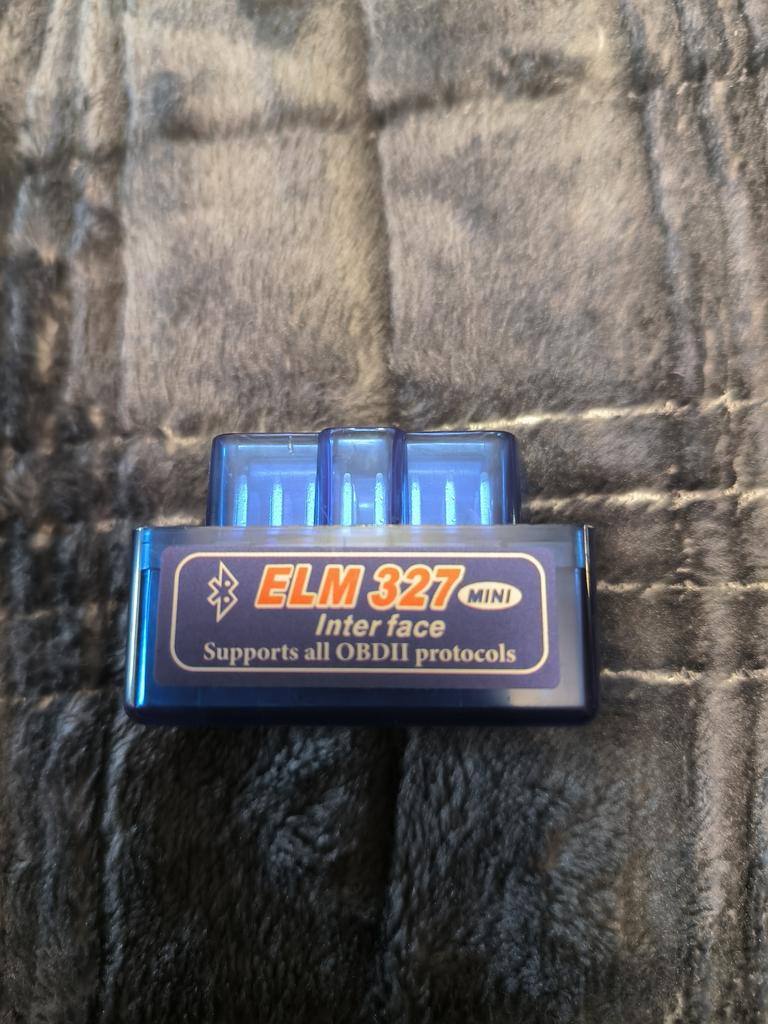 ELM 327 MINI
Inter face
Supports all OBDII protocols